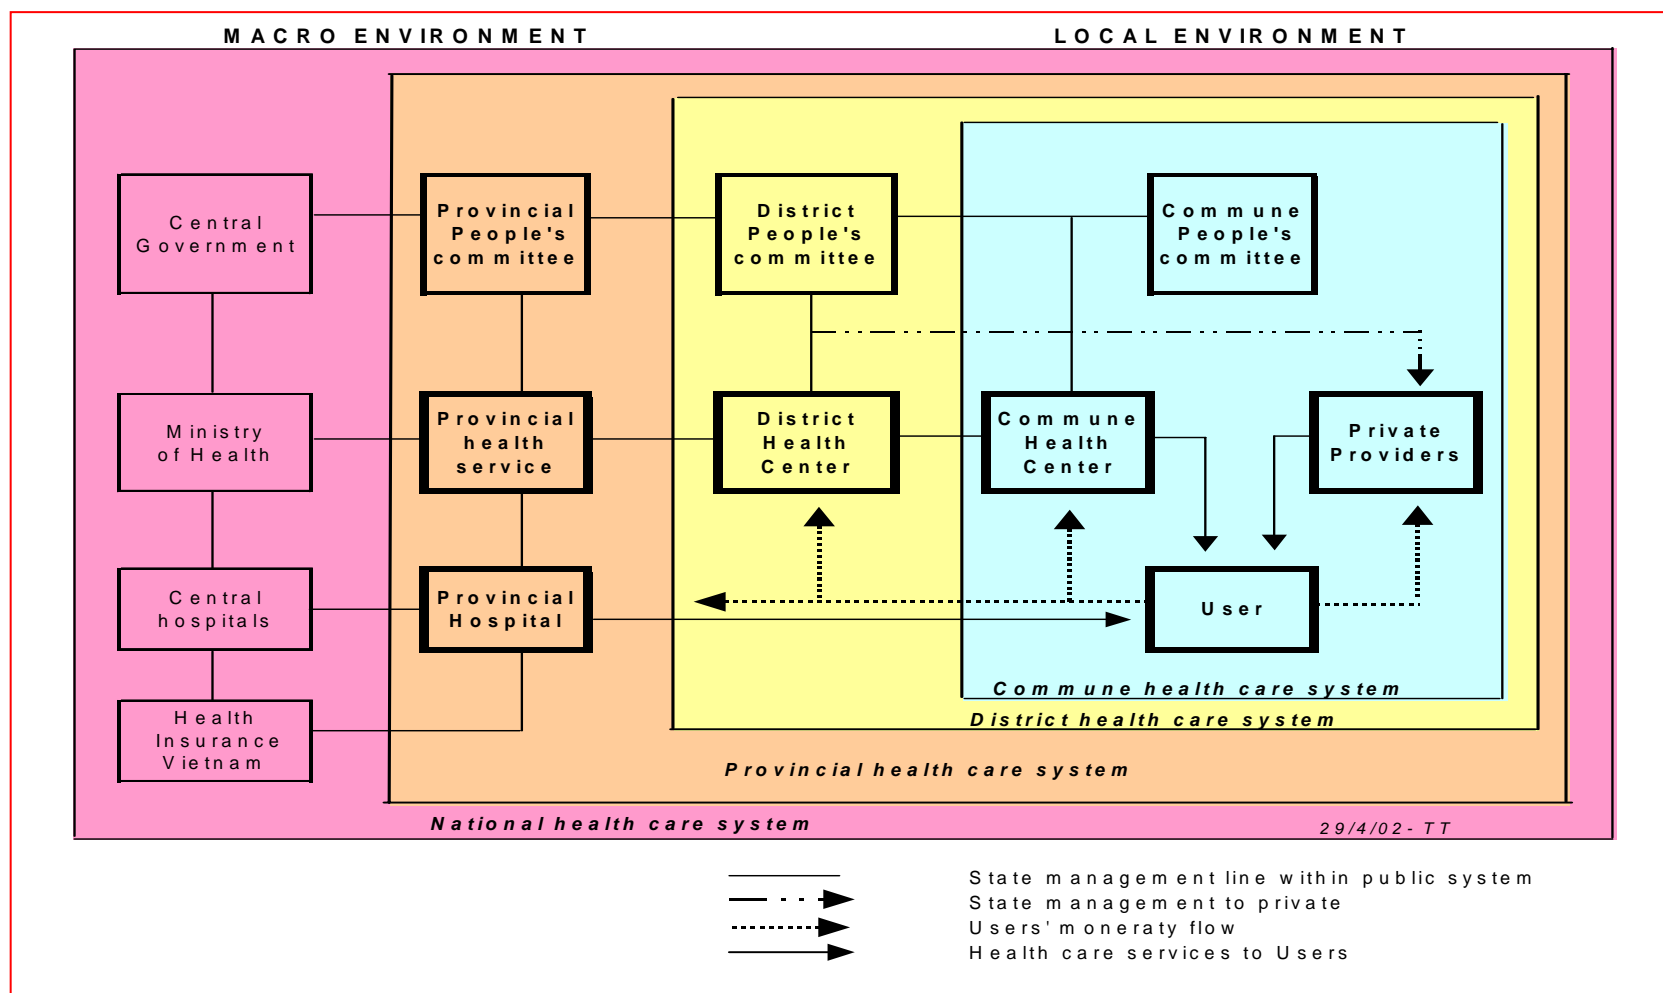 MACRO ENVIRONMENT
LOCAL ENVIRONMENT
Central
Government
Provincial
People's
committee
District
People's
committee
Commune
People's
committee
Ministry
of Health
Provincial
health
service
District
Health
Center
Commune
Health
Center
Private
Providers
Central
hospitals
Provincial
Hospital
User
Health
Insurance
Vietnam
Commune health care system
District health care system
Provincial health care system
National health care system
29/4/02- TT
State management line within public system
State management to private
Users' moneraty flow
Health care services to Users